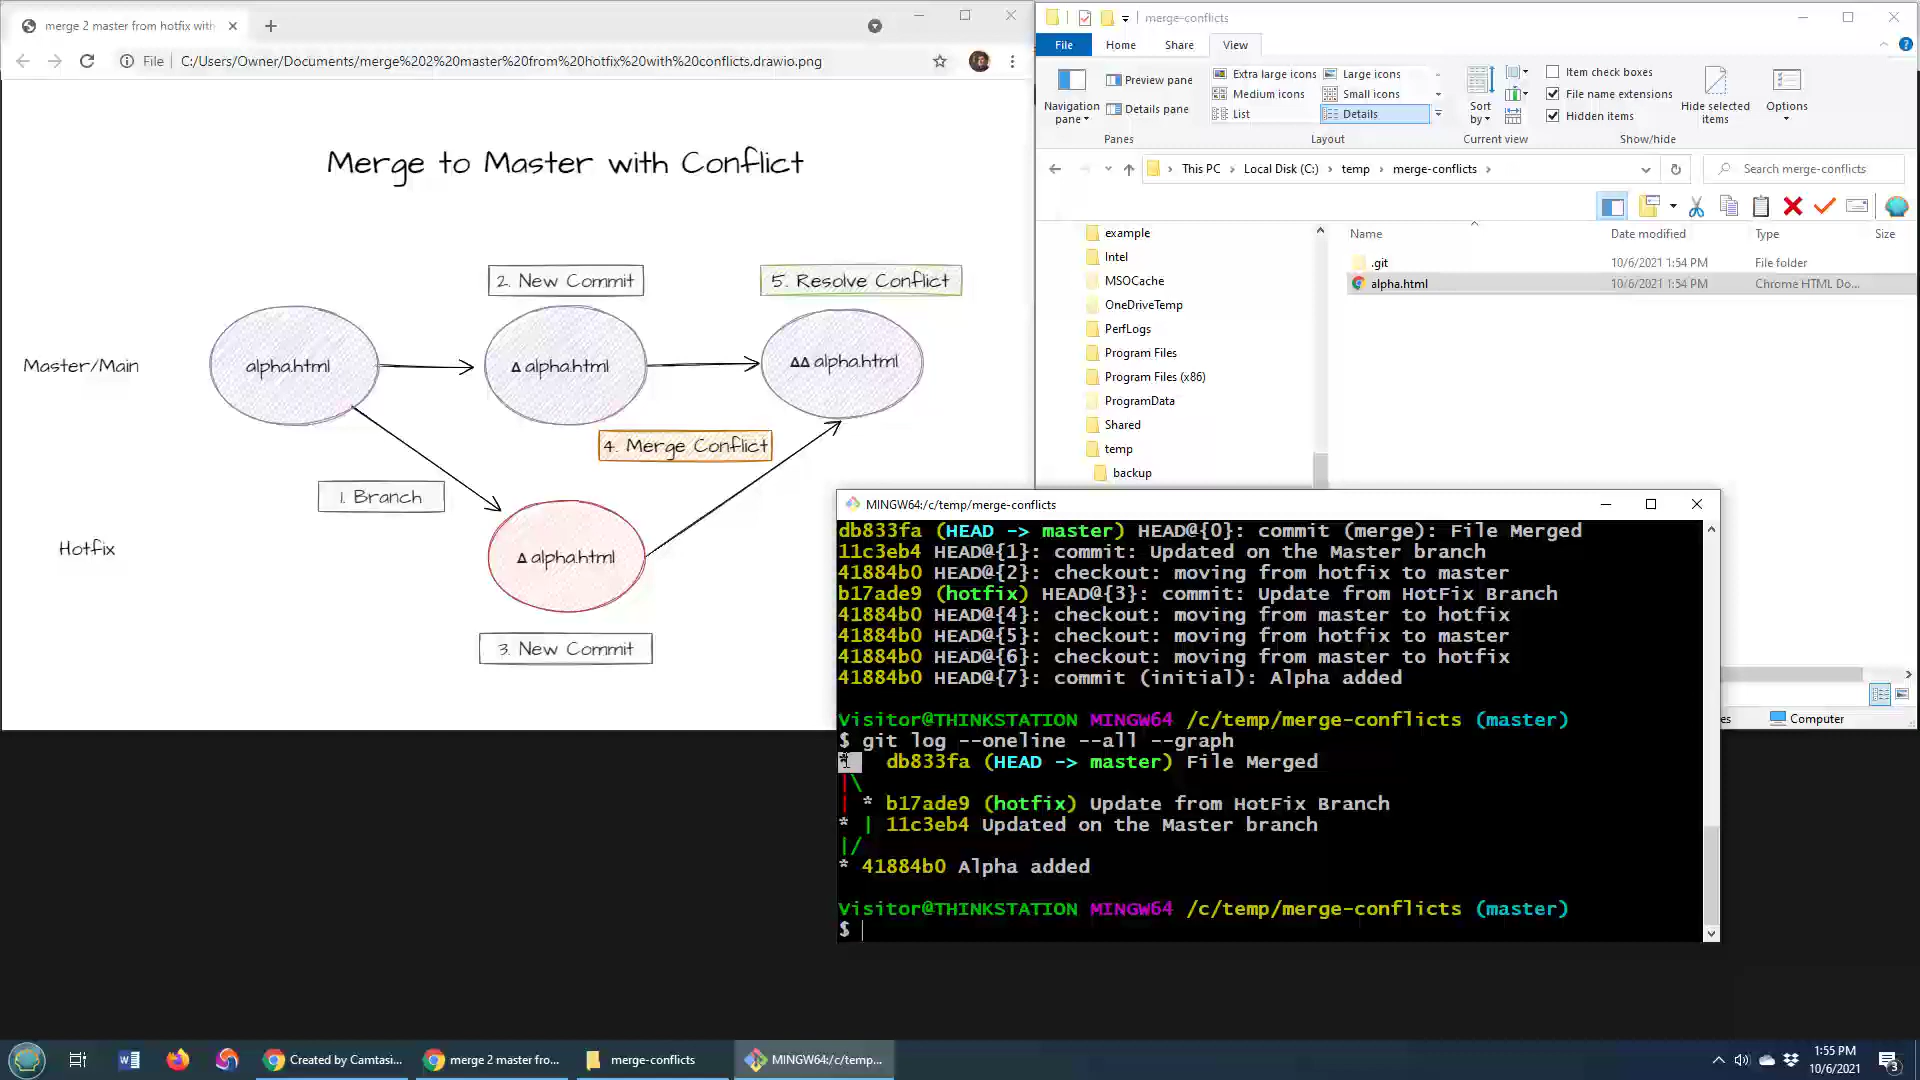 merge 2 master from hotfix with
File
C:/Users/Owner/Documents/merge%202%20master%20from%20hotfix%20with%20conflicts.drawio.png
Merge to Master with Conflict
2. New Commit
5. Resolve Conflict
Master/Main
alpha.html
Δ alpha.html
ΔΔ alpha.html
4. Merge Conflict
1. Branch
Hotfix
Δ alpha.html
3. New Commit
merge-conflicts
File
Home
Share
View
Navigation pane
Preview pane
Details pane
Extra large icons
Large icons
Medium icons
Small icons
List
Details
Sort by
Item check boxes
File name extensions
Hidden items
Hide selected items
Options
Panes
Layout
Current view
Show/hide
This PC
Local Disk (C:)
temp
merge-conflicts
Search merge-conflicts
example
Intel
MSOCache
OneDriveTemp
PerfLogs
Program Files
Program Files (x86)
ProgramData
Shared
temp
backup
Name
Date modified
Type
Size
.git
10/6/2021 1:54 PM
File folder
alpha.html
10/6/2021 1:54 PM
Chrome HTML Do...
es
Computer
MINGW64:/c/temp/merge-conflicts
db833fa (HEAD -> master) HEAD@{0}: commit (merge): File Merged
11c3eb4 HEAD@{1}: commit: Updated on the Master branch
41884b0 HEAD@{2}: checkout: moving from hotfix to master
b17ade9 (hotfix) HEAD@{3}: commit: Update from HotFix Branch
41884b0 HEAD@{4}: checkout: moving from master to hotfix
41884b0 HEAD@{5}: checkout: moving from hotfix to master
41884b0 HEAD@{6}: checkout: moving from master to hotfix
41884b0 HEAD@{7}: commit (initial): Alpha added
Visitor@THINKSTATION MINGW64 /c/temp/merge-conflicts (master)
$ git log --oneline --all --graph
*   db833fa (HEAD -> master) File Merged
|\
| * b17ade9 (hotfix) Update from HotFix Branch
* | 11c3eb4 Updated on the Master branch
|/
* 41884b0 Alpha added
Visitor@THINKSTATION MINGW64 /c/temp/merge-conflicts (master)
$
Created by Camtasi...
merge 2 master fro...
merge-conflicts
MINGW64:/c/temp...
1:55 PM
10/6/2021
3